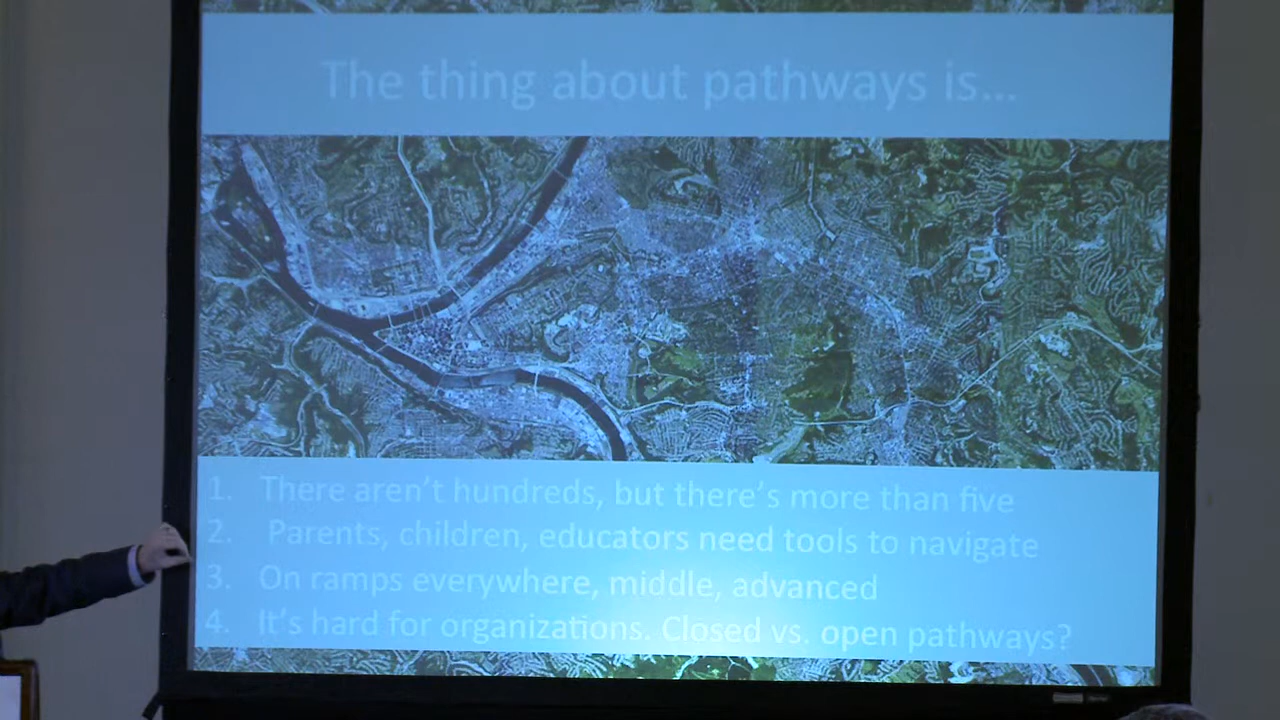 The thing about pathways is...
1. There aren't hundreds, but there's more than five
2. Parents, children, educators need tools to navigate
3. On ramps everywhere, middle, advanced
4. It's hard for organizations. Closed vs. open pathways?